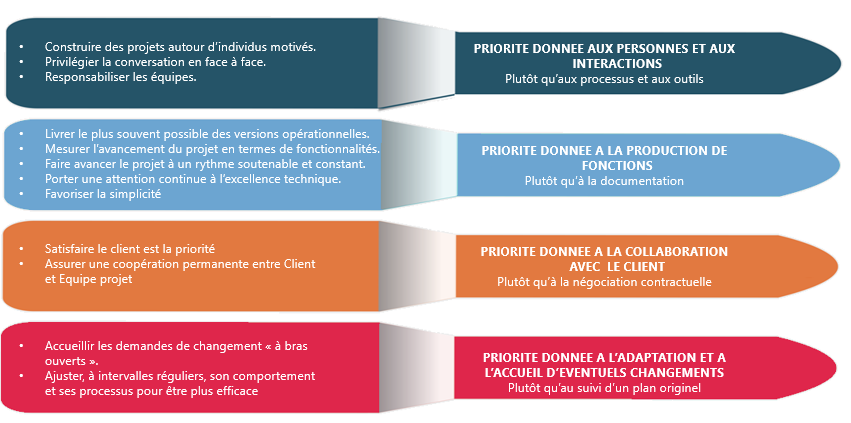 Construire des projets autour d’individus motivés.
Privilégier la conversation en face à face.
Responsabiliser les équipes.
PRIORITE DONNEE AUX PERSONNES ET AUX
INTERACTIONS
Plutôt qu’aux processus et aux outils
Livrer le plus souvent possible des versions opérationnelles.
Mesurer l’avancement du projet en termes de fonctionnalités.
Faire avancer le projet à un rythme soutenable et constant.
Porter une attention continue à l’excellence technique.
Favoriser la simplicité
PRIORITE DONNEE A LA PRODUCTION DE
FONCTIONS
Plutôt qu’à la documentation
Satisfaire le client est la priorité
Assurer une coopération permanente entre Client
et Equipe projet
PRIORITE DONNEE A LA COLLABORATION
AVEC LE CLIENT
Plutôt qu’à la négociation contractuelle
Accueillir les demandes de changement « à bras
ouverts ».
Ajuster, à intervalles réguliers, son comportement
et ses processus pour être plus efficace
PRIORITE DONNEE A L’ADAPTATION ET A
L’ACCUEIL D’EVENTUELS CHANGEMENTS
Plutôt qu’au suivi d’un plan originel